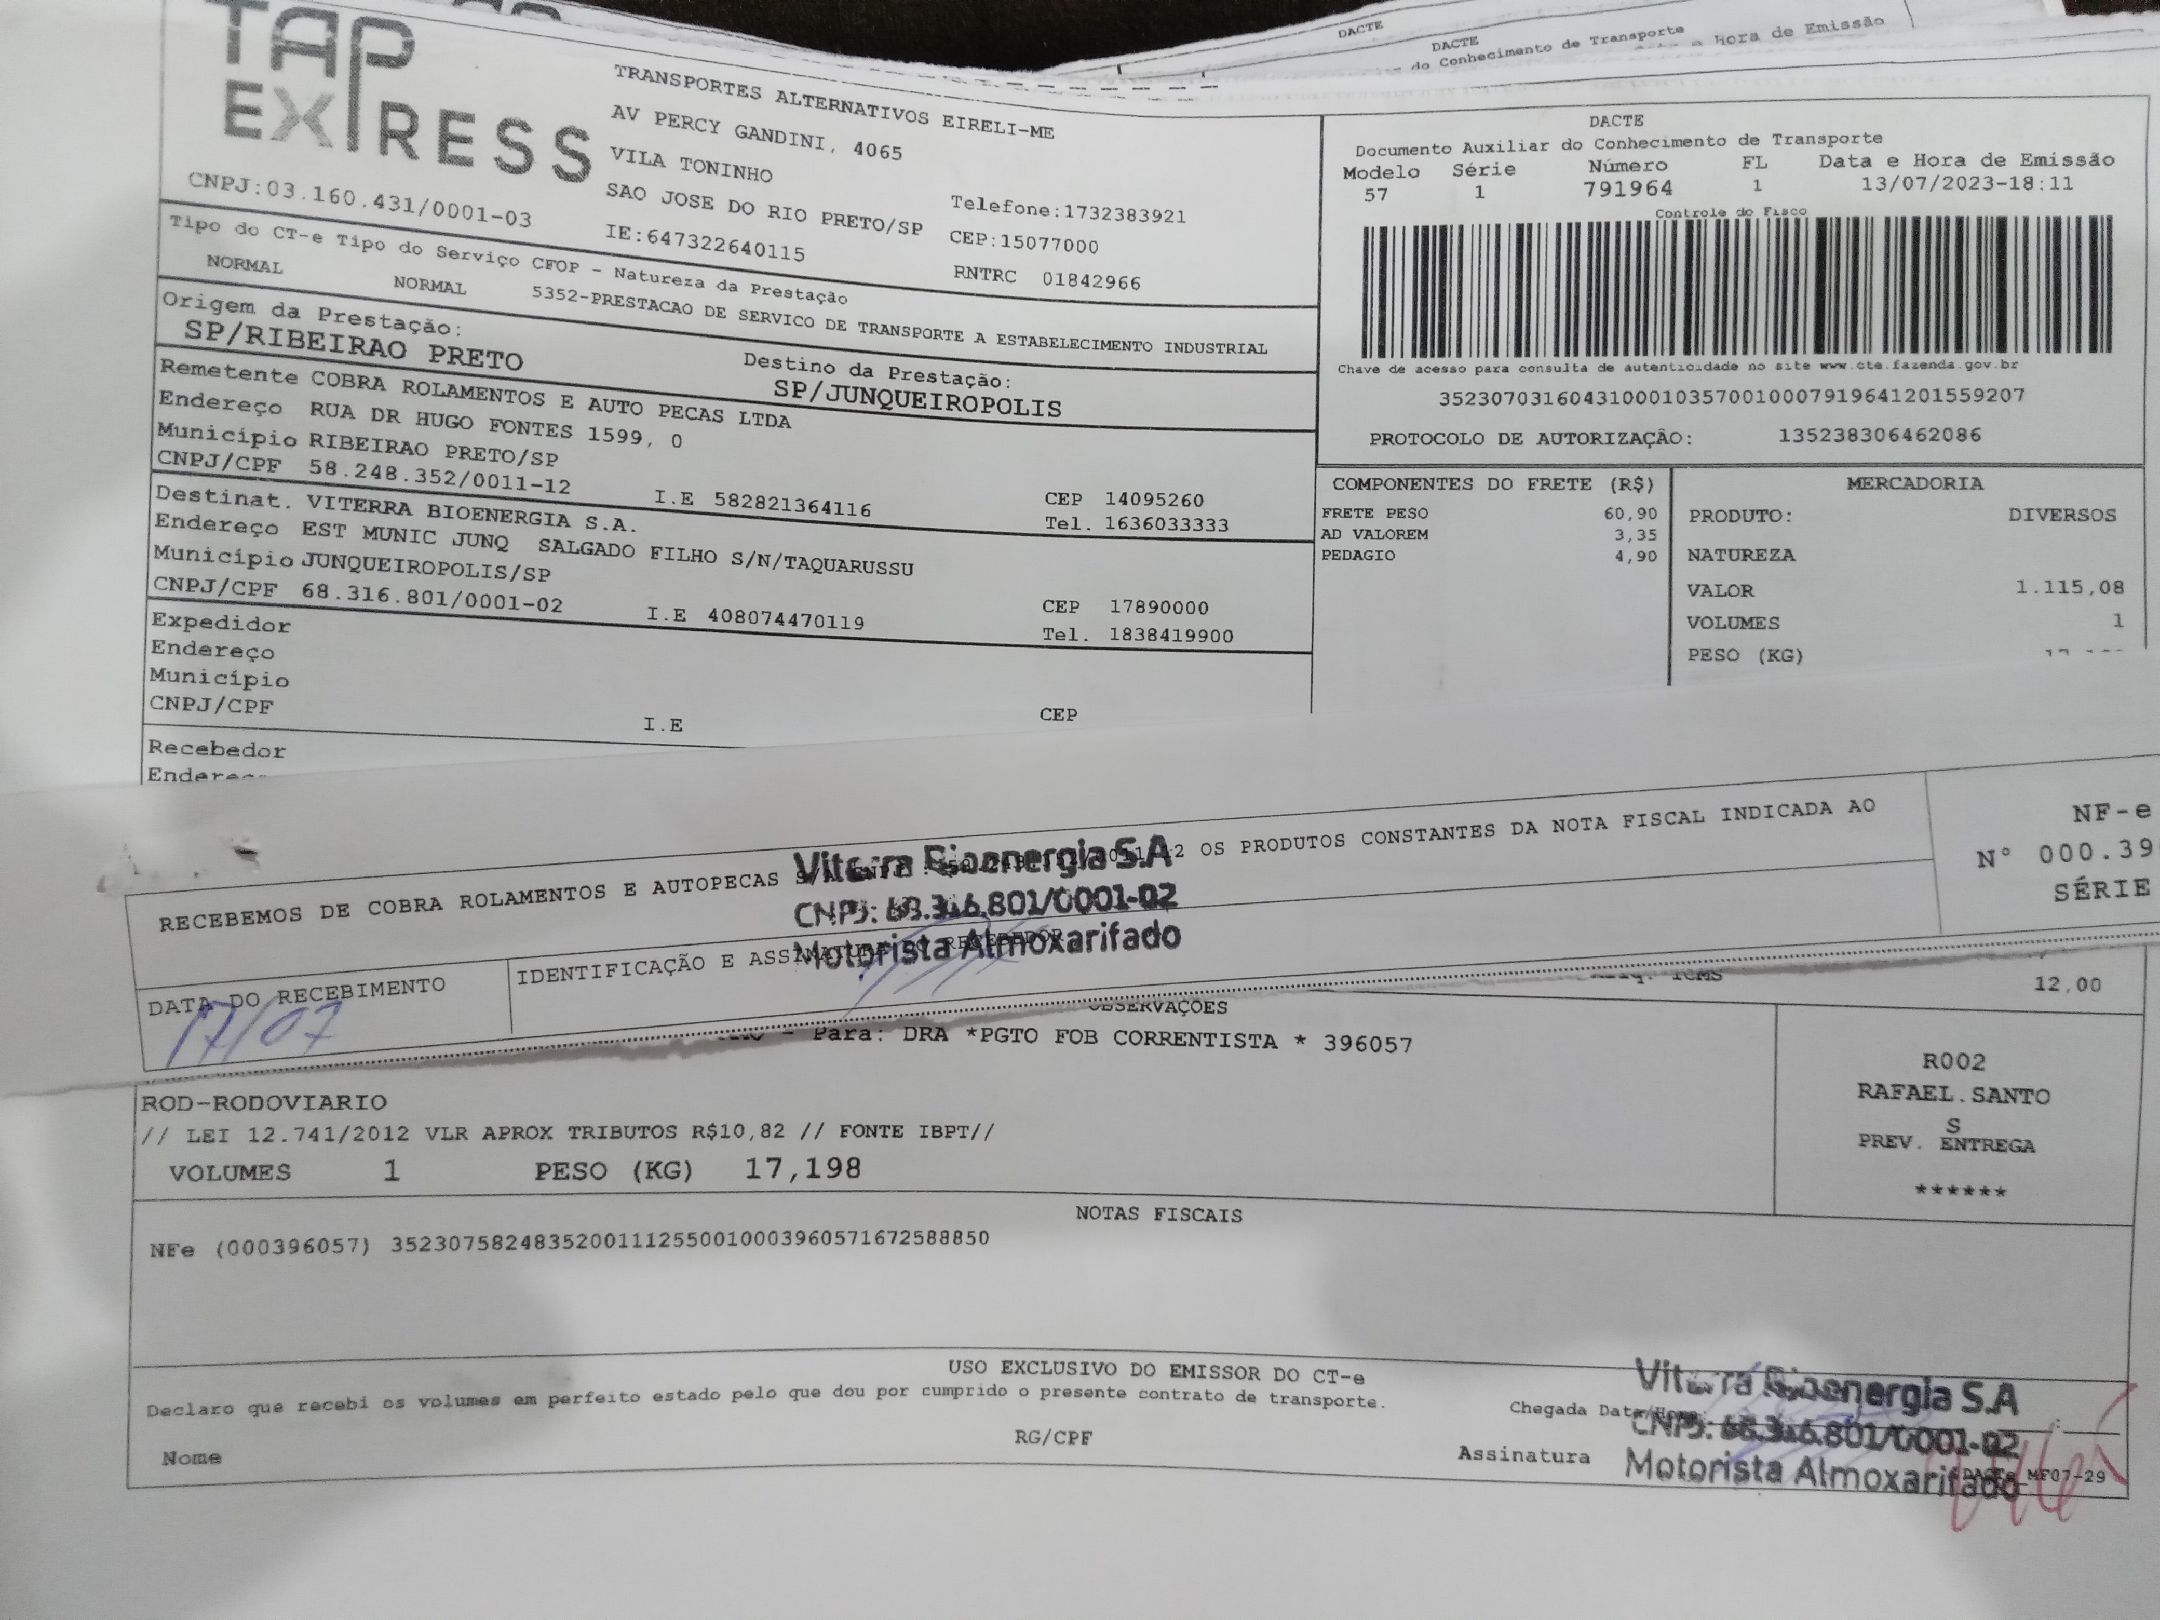 DACTE
DACTE
do Conhecimento de Transporte
Hora de Emissão
TAP
EXPRESS
TRANSPORTES ALTERNATIVOS EIRELI-ME
AV PERCY GANDINI, 4065
VILA TONINHO
SAO JOSE DO RIO PRETO/SP
Telefone:1732383921
CNPJ:03.160.431/0001-03
IE:647322640115
CEP:15077000
RNTRC 01842966
DACTE
Documento Auxiliar do Conhecimento de Transporte
Modelo Série Número FL Data e Hora de Emissão
57 1 791964 1 13/07/2023-18:11
Controle do Fisco
Chave de acesso para consulta de autenticidade no site www.cte.fazenda.gov.br
35230703160431000103570010007919641201559207
PROTOCOLO DE AUTORIZAÇÃO: 135238306462086
Tipo do CT-e Tipo do Serviço CFOP - Natureza da Prestação
NORMAL NORMAL 5352-PRESTACAO DE SERVICO DE TRANSPORTE A ESTABELECIMENTO INDUSTRIAL
Origem da Prestação: Destino da Prestação:
SP/RIBEIRAO PRETO SP/JUNQUEIROPOLIS
Remetente COBRA ROLAMENTOS E AUTO PECAS LTDA
Endereço RUA DR HUGO FONTES 1599, 0
Município RIBEIRAO PRETO/SP CEP 14095260
CNPJ/CPF 58.248.352/0011-12 I.E 582821364116 Tel. 1636033333
Destinat. VITERRA BIOENERGIA S.A.
Endereço EST MUNIC JUNQ SALGADO FILHO S/N/TAQUARUSSU
Município JUNQUEIROPOLIS/SP CEP 17890000
CNPJ/CPF 68.316.801/0001-02 I.E 408074470119 Tel. 1838419900
Expedidor
Endereço
Município CEP
CNPJ/CPF I.E
Recebedor
COMPONENTES DO FRETE (R$)
FRETE PESO 60,90
AD VALOREM 3,35
PEDAGIO 4,90
MERCADORIA
PRODUTO: DIVERSOS
NATUREZA
VALOR 1.115,08
VOLUMES 1
PESO (KG)
RECEBEMOS DE COBRA ROLAMENTOS E AUTOPECAS OS PRODUTOS CONSTANTES DA NOTA FISCAL INDICADA AO
Viterra Bioenergia S.A
CNPJ: 68.316.801/0001-02
Motorista Almoxarifado
NF-e
N° 000.39
SÉRIE
DATA DO RECEBIMENTO
17/07
IDENTIFICAÇÃO E ASSINATURA DO RECEBEDOR
ICMS
12,00
OBSERVAÇÕES
- Para: DRA *PGTO FOB CORRENTISTA * 396057
ROD-RODOVIARIO
// LEI 12.741/2012 VLR APROX TRIBUTOS R$10,82 // FONTE IBPT//
VOLUMES 1 PESO (KG) 17,198
R002
RAFAEL.SANTO
S
PREV. ENTREGA
******
NOTAS FISCAIS
NFe (000396057) 35230758248352001112550010003960571672588850
USO EXCLUSIVO DO EMISSOR DO CT-e
Declaro que recebi os volumes em perfeito estado pelo que dou por cumprido o presente contrato de transporte.
Chegada Data/Hora:
Nome RG/CPF Assinatura
Viterra Bioenergia S.A
CNPJ: 68.316.801/0001-02
Motorista Almoxarifado
MF07-29